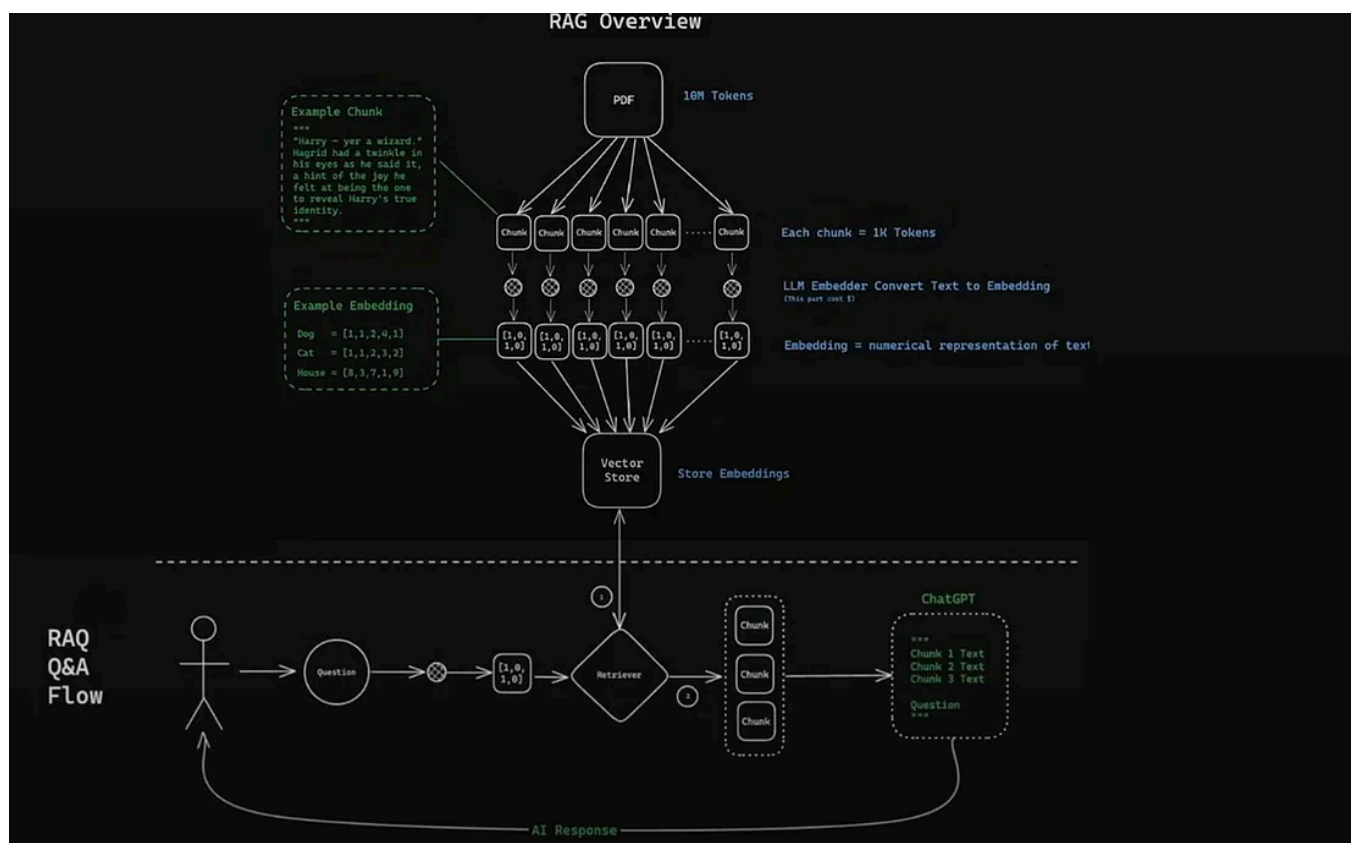 RAG Overview
PDF
10M Tokens
Example Chunk
"""
"Harry - yer a wizard."
Hagrid had a twinkle in
his eyes as he said it,
a hint of the joy he
felt at being the one
to reveal Harry's true
identity.
"""
Chunk Chunk Chunk Chunk Chunk ...... Chunk
Each chunk = 1K Tokens
LLM Embedder Convert Text to Embedding
(This part cost $)
Example Embedding
Dog = [1,1,2,4,1]
Cat = [1,1,2,3,2]
House = [8,3,7,1,9]
[1,0, [1,0, [1,0, [1,0, [1,0, ...... [1,0,
1,0] 1,0] 1,0] 1,0] 1,0] 1,0]
Embedding = numerical representation of text
Vector
Store
Store Embeddings
RAQ
Q&A
Flow
Question
[1,0,
1,0]
1
Retriever
2
Chunk
Chunk
Chunk
ChatGPT
"""
Chunk 1 Text
Chunk 2 Text
Chunk 3 Text
Question
"""
AI Response